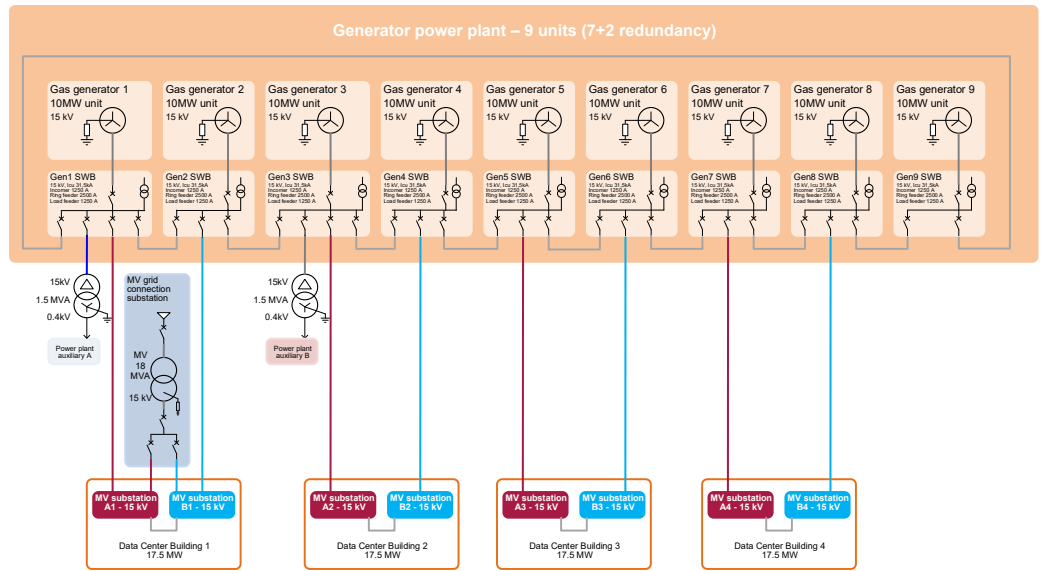 Generator power plant – 9 units (7+2 redundancy)
Gas generator 1
10MW unit
15 kV
Gas generator 2
10MW unit
15 kV
Gas generator 3
10MW unit
15 kV
Gas generator 4
10MW unit
15 kV
Gas generator 5
10MW unit
15 kV
Gas generator 6
10MW unit
15 kV
Gas generator 7
10MW unit
15 kV
Gas generator 8
10MW unit
15 kV
Gas generator 9
10MW unit
15 kV
Gen1 SWB
15 kV, Icu 31,5kA
Incomer 1250 A
Ring feeder 2500 A
Load feeder 1250 A
Gen2 SWB
15 kV, Icu 31,5kA
Incomer 1250 A
Ring feeder 2500 A
Load feeder 1250 A
Gen3 SWB
15 kV, Icu 31,5kA
Incomer 1250 A
Ring feeder 2500 A
Load feeder 1250 A
Gen4 SWB
15 kV, Icu 31,5kA
Incomer 1250 A
Ring feeder 2500 A
Load feeder 1250 A
Gen5 SWB
15 kV, Icu 31,5kA
Incomer 1250 A
Ring feeder 2500 A
Load feeder 1250 A
Gen6 SWB
15 kV, Icu 31,5kA
Incomer 1250 A
Ring feeder 2500 A
Load feeder 1250 A
Gen7 SWB
15 kV, Icu 31,5kA
Incomer 1250 A
Ring feeder 2500 A
Load feeder 1250 A
Gen8 SWB
15 kV, Icu 31,5kA
Incomer 1250 A
Ring feeder 2500 A
Load feeder 1250 A
Gen9 SWB
15 kV, Icu 31,5kA
Incomer 1250 A
Ring feeder 2500 A
Load feeder 1250 A
15kV
1.5 MVA
0.4kV
Power plant
auxiliary A
MV grid
connection
substation
MV
18
MVA
15 kV
15kV
1.5 MVA
0.4kV
Power plant
auxiliary B
MV substation
A1 - 15 kV
MV substation
B1 - 15 kV
Data Center Building 1
17.5 MW
MV substation
A2 - 15 kV
MV substation
B2 - 15 kV
Data Center Building 2
17.5 MW
MV substation
A3 - 15 kV
MV substation
B3 - 15 kV
Data Center Building 3
17.5 MW
MV substation
A4 - 15 kV
MV substation
B4 - 15 kV
Data Center Building 4
17.5 MW